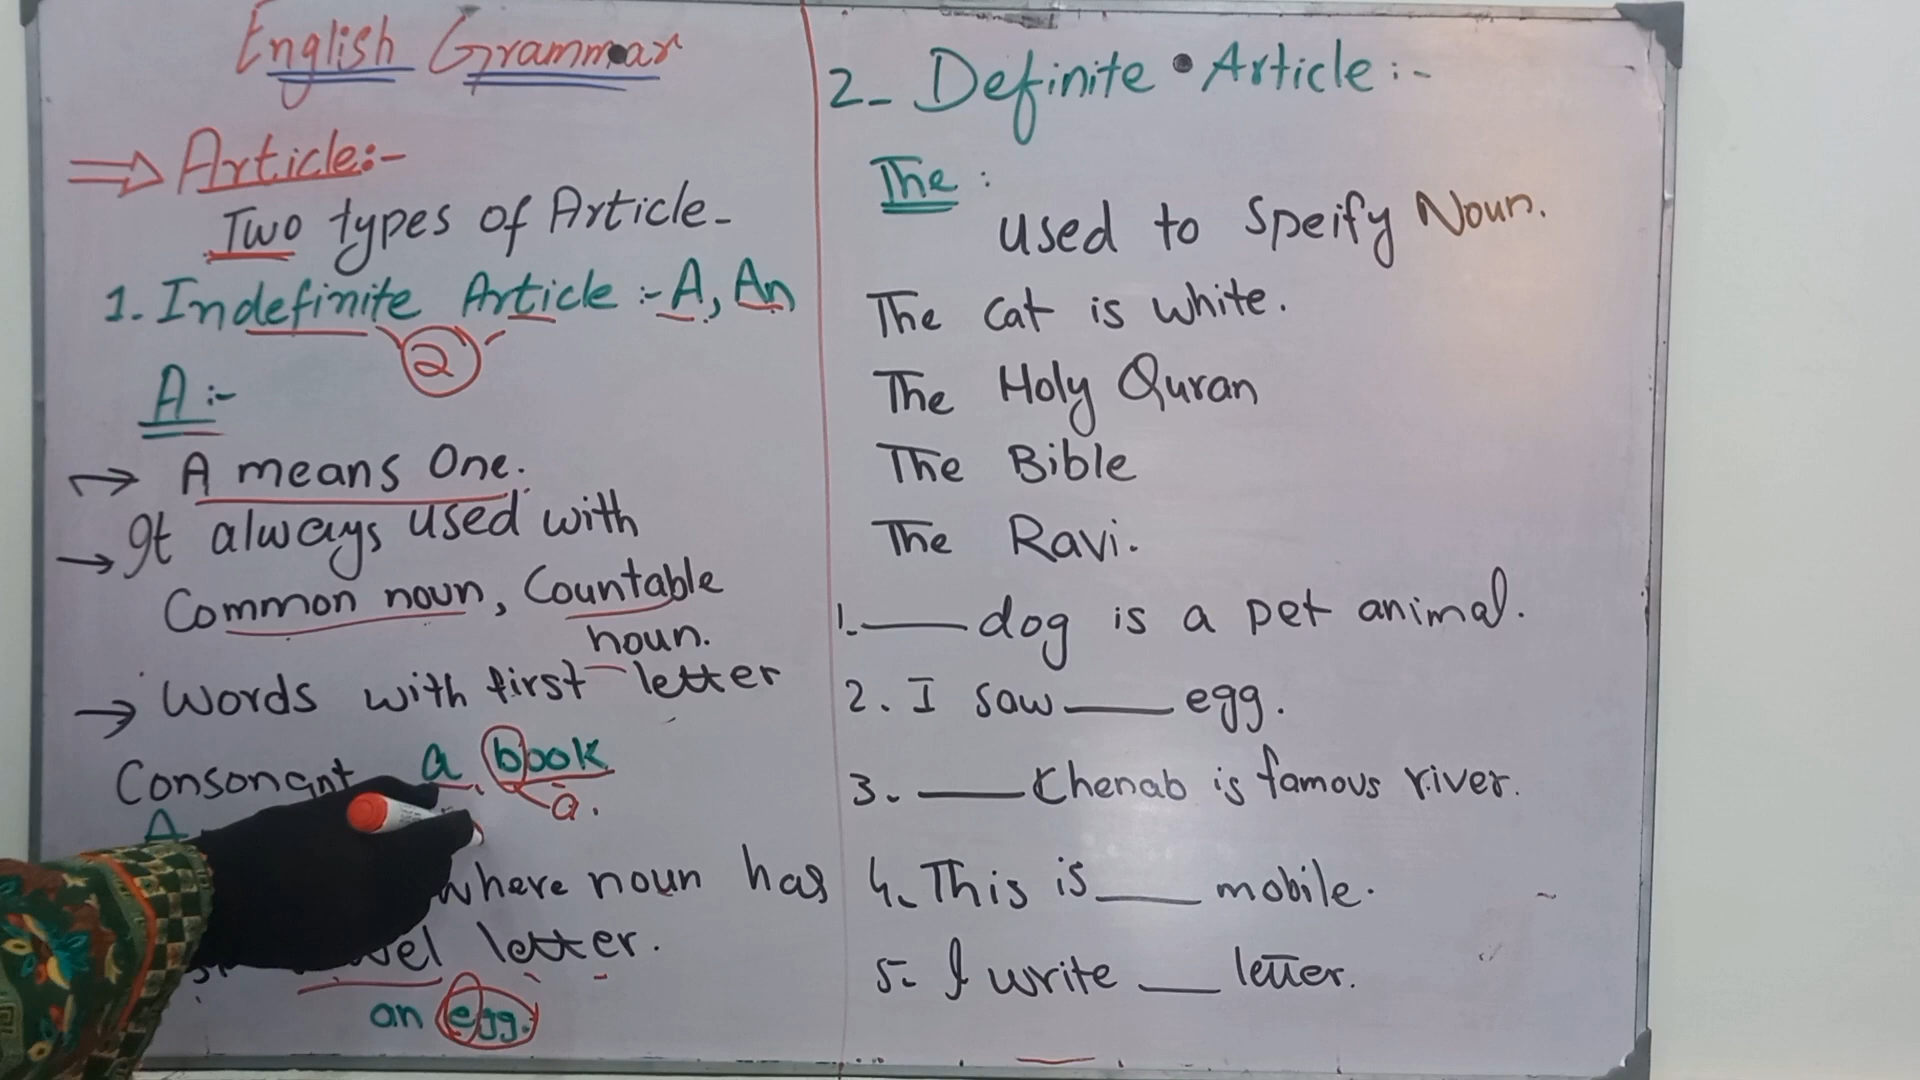 English Grammar
⇒ Article:-
Two types of Article-
1. Indefinite Article :- A, An
2
A :-
→ A means One.
→ It always used with
Common noun, Countable
noun.
→ Words with first letter
Consonant a book
a.
A
where noun has
letter.
an egg.
2- Definite Article :-
The :
used to Speify Noun.
The cat is white.
The Holy Quran
The Bible
The Ravi.
1. ___ dog is a pet animal.
2. I saw ___ egg.
3. ___ Chenab is famous river.
4. This is ___ mobile.
5. I write ___ letter.